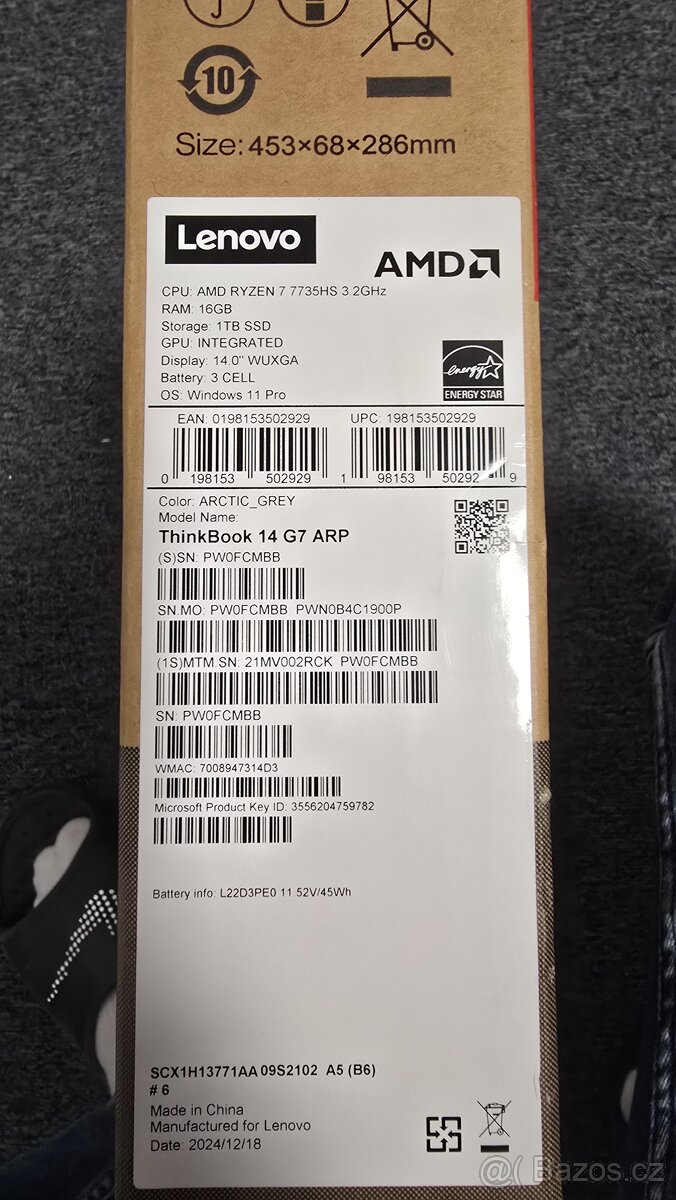 10
Size: 453×68×286mm
Lenovo
AMD
CPU: AMD RYZEN 7 7735HS 3.2GHz
RAM: 16GB
Storage: 1TB SSD
GPU: INTEGRATED
Display: 14.0" WUXGA
Battery: 3 CELL
OS: Windows 11 Pro
energy
ENERGY STAR
EAN: 0198153502929 UPC: 198153502929
0 198153 502929 1 98153 50292 9
Color: ARCTIC_GREY
Model Name:
ThinkBook 14 G7 ARP
(S)SN: PW0FCMBB
SN.MO: PW0FCMBB PWN0B4C1900P
(1S)MTM.SN: 21MV002RCK PW0FCMBB
SN: PW0FCMBB
WMAC: 7008947314D3
Microsoft Product Key ID: 3556204759782
Battery info: L22D3PE0 11.52V/45Wh
SCX1H13771AA 09S2102 A5 (B6)
# 6
Made in China
Manufactured for Lenovo
Date: 2024/12/18
@( Bazos.cz